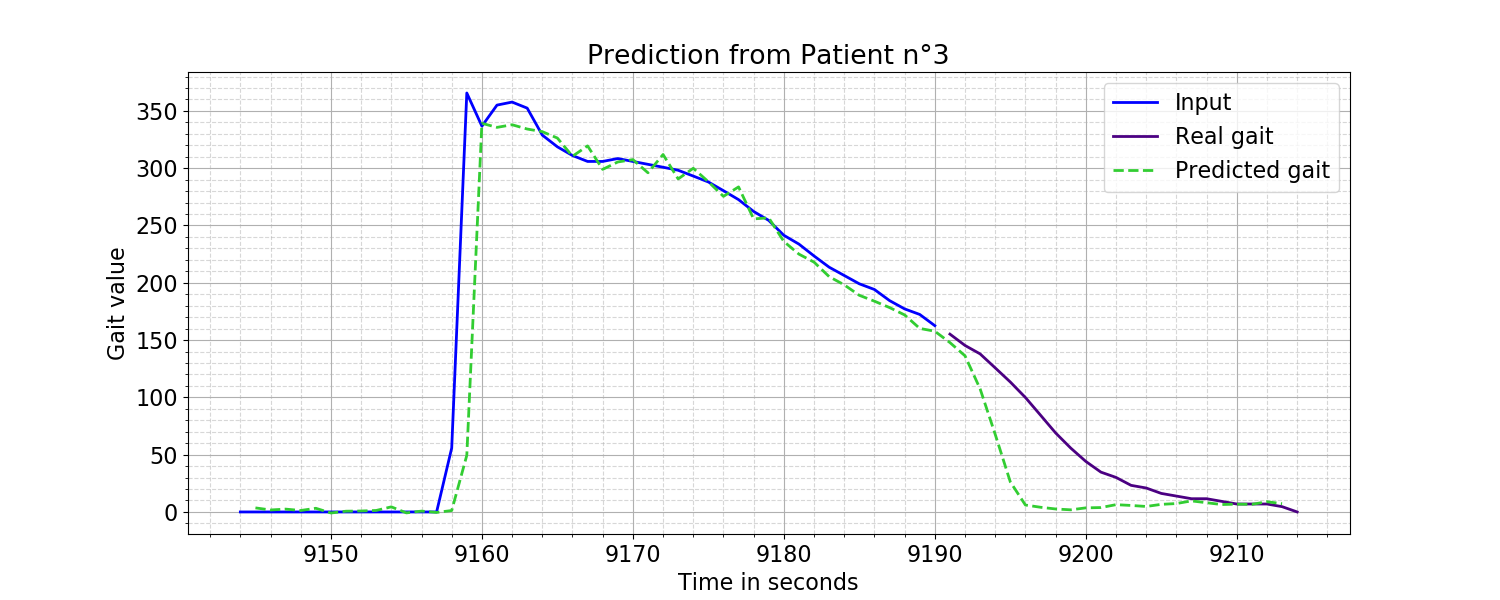 Prediction from Patient n°3
Input
Real gait
Predicted gait
Gait value
350
300
250
200
150
100
50
0
9150 9160 9170 9180 9190 9200 9210
Time in seconds